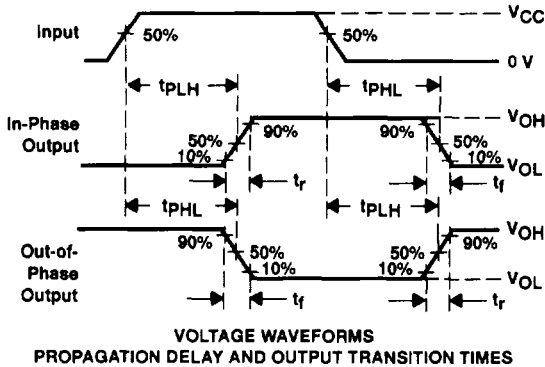 Input
50%
50%
VCC
0 V
tPLH
tPHL
In-Phase
Output
50%
10%
90%
90%
50%
10%
VOH
VOL
tr
tf
tPHL
tPLH
Out-of-
Phase
Output
90%
50%
10%
50%
10%
90%
VOH
VOL
tf
tr
VOLTAGE WAVEFORMS
PROPAGATION DELAY AND OUTPUT TRANSITION TIMES